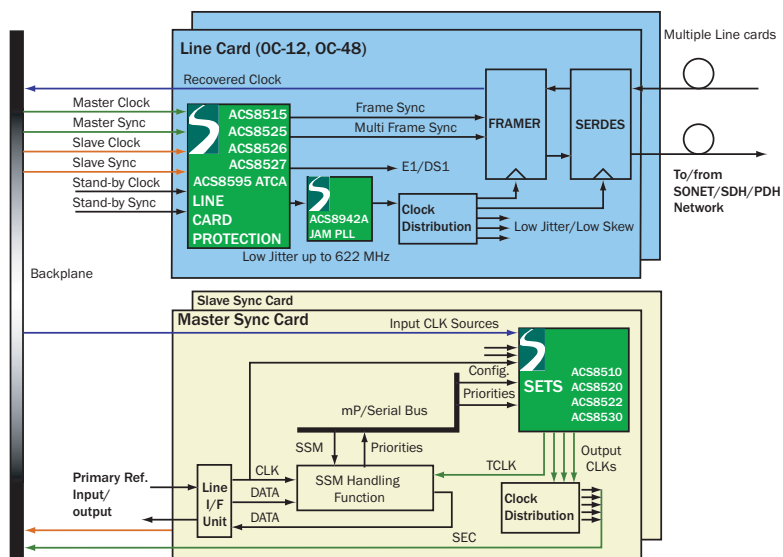 Multiple Line cards
Line Card (OC-12, OC-48)
Recovered Clock
Master Clock
Master Sync
Slave Clock
Slave Sync
Stand-by Clock
Stand-by Sync
ACS8515
ACS8525
ACS8526
ACS8527
ACS8595 ATCA
LINE
CARD
PROTECTION
Frame Sync
Multi Frame Sync
E1/DS1
ACS8942A
JAM PLL
Clock
Distribution
FRAMER
SERDES
Low Jitter/Low Skew
Low Jitter up to 622 MHz
To/from
SONET/SDH/PDH
Network
Backplane
Slave Sync Card
Master Sync Card
Input CLK Sources
SETS
ACS8510
ACS8520
ACS8522
ACS8530
Config.
Priorities
mP/Serial Bus
SSM
Priorities
TCLK
Output
CLKs
Primary Ref.
Input/
output
Line
I/F
Unit
CLK
DATA
DATA
SSM Handling
Function
Clock
Distribution
SEC